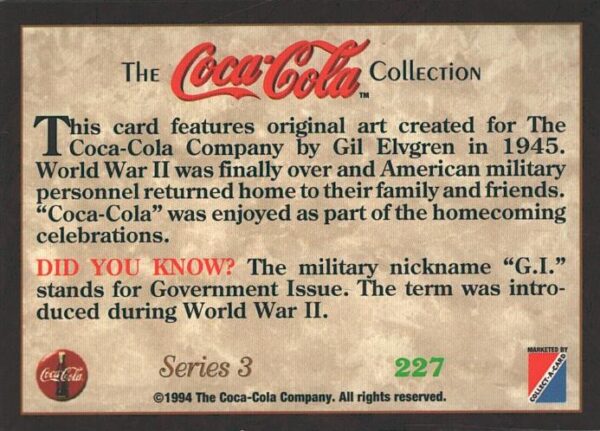 The Coca-Cola™ Collection
This card features original art created for The
Coca-Cola Company by Gil Elvgren in 1945.
World War II was finally over and American military
personnel returned home to their family and friends.
“Coca-Cola” was enjoyed as part of the homecoming
celebrations.
DID YOU KNOW? The military nickname “G.I.”
stands for Government Issue. The term was intro-
duced during World War II.
Coca-Cola
Series 3
227
MARKETED BY
COLLECT-A-CARD
©1994 The Coca-Cola Company. All rights reserved.